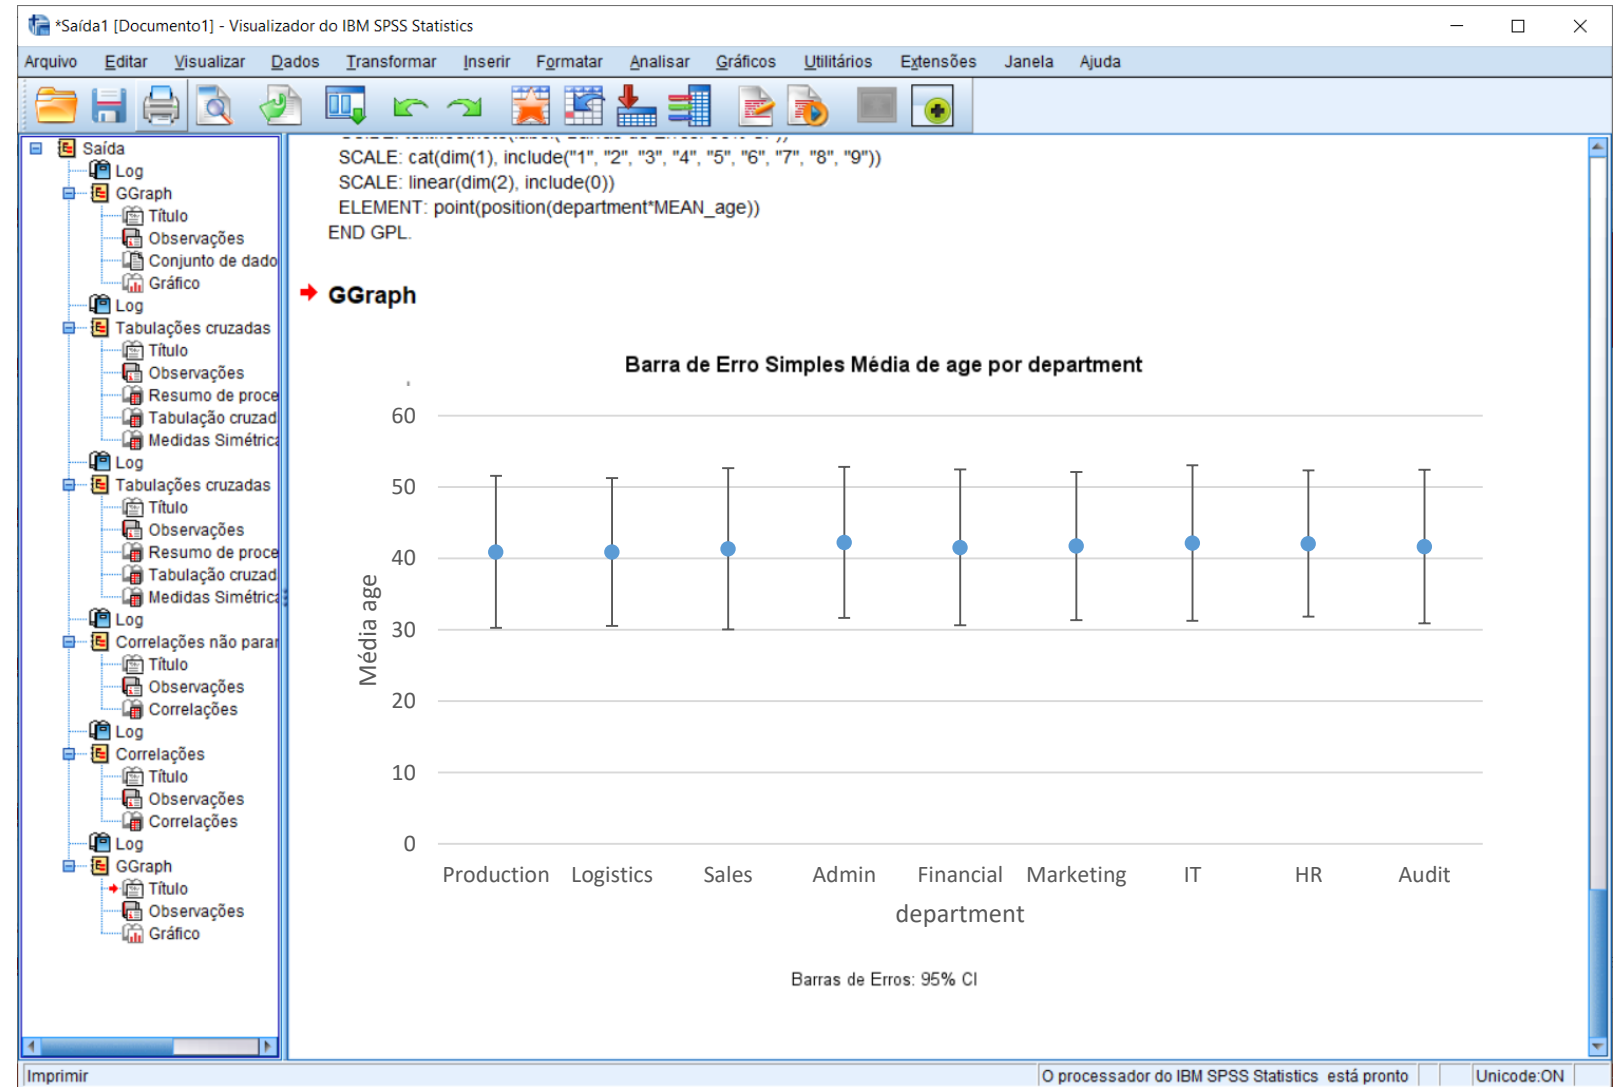 *Saída1 [Documento1] - Visualizador do IBM SPSS Statistics
Arquivo Editar Visualizar Dados Transformar Inserir Formatar Analisar Gráficos Utilitários Extensões Janela Ajuda
Saída
Log
GGraph
Título
Observações
Conjunto de dado
Gráfico
Log
Tabulações cruzadas
Título
Observações
Resumo de proce
Tabulação cruzad
Medidas Simétrica
Log
Tabulações cruzadas
Título
Observações
Resumo de proce
Tabulação cruzad
Medidas Simétrica
Log
Correlações não parar
Título
Observações
Correlações
Log
Correlações
Título
Observações
Correlações
Log
GGraph
Título
Observações
Gráfico
SCALE: cat(dim(1), include("1", "2", "3", "4", "5", "6", "7", "8", "9"))
SCALE: linear(dim(2), include(0))
ELEMENT: point(position(department*MEAN_age))
END GPL.
GGraph
Barra de Erro Simples Média de age por department
60
50
40
30
20
10
0
Média age
Production Logistics Sales Admin Financial Marketing IT HR Audit
department
Barras de Erros: 95% CI
Imprimir
O processador do IBM SPSS Statistics está pronto
Unicode:ON